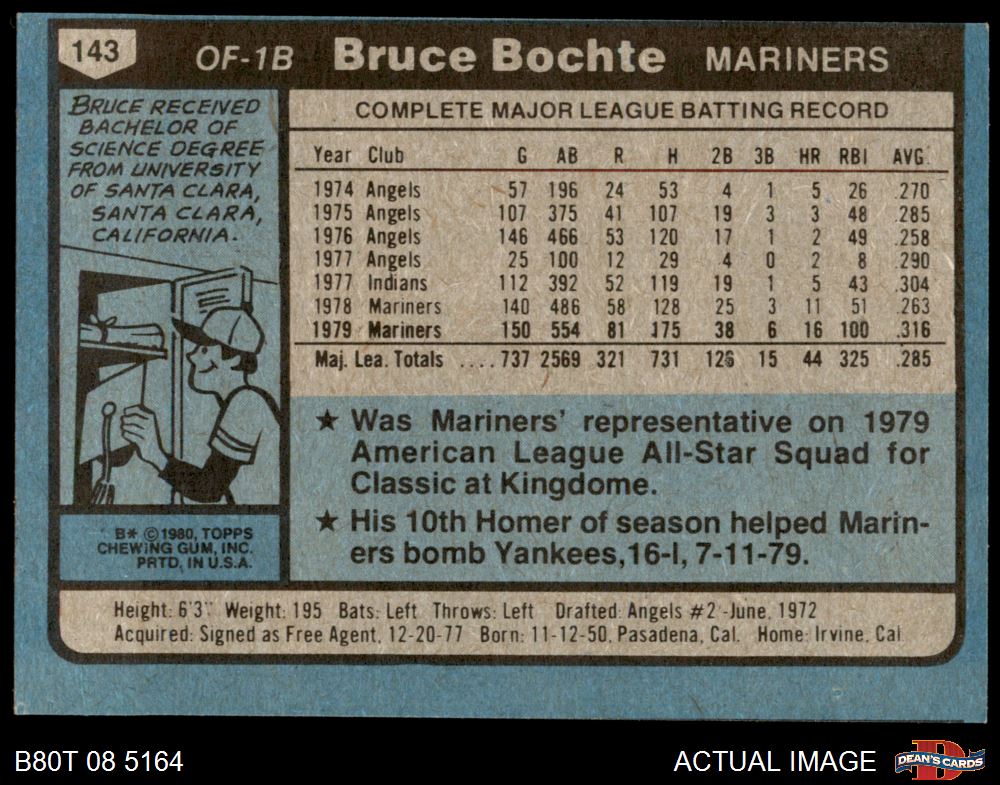 143 OF-1B Bruce Bochte MARINERS
BRUCE RECEIVED
BACHELOR OF
SCIENCE DEGREE
FROM UNIVERSITY
OF SANTA CLARA,
SANTA CLARA,
CALIFORNIA.
B* ©1980, TOPPS
CHEWING GUM, INC.
PRTD. IN U.S.A.
COMPLETE MAJOR LEAGUE BATTING RECORD
Year Club G AB R H 2B 3B HR RBI AVG.
1974 Angels 57 196 24 53 4 1 5 26 .270
1975 Angels 107 375 41 107 19 3 3 48 .285
1976 Angels 146 466 53 120 17 1 2 49 .258
1977 Angels 25 100 12 29 4 0 2 8 .290
1977 Indians 112 392 52 119 19 1 5 43 .304
1978 Mariners 140 486 58 128 25 3 11 51 .263
1979 Mariners 150 554 81 175 38 6 16 100 .316
Maj. Lea. Totals .... 737 2569 321 731 126 15 44 325 .285
★ Was Mariners' representative on 1979
American League All-Star Squad for
Classic at Kingdome.
★ His 10th Homer of season helped Marin-
ers bomb Yankees,16-I, 7-11-79.
Height: 6'3" Weight: 195 Bats: Left Throws: Left Drafted: Angels #2-June, 1972
Acquired: Signed as Free Agent, 12-20-77 Born: 11-12-50, Pasadena, Cal. Home: Irvine, Cal
B80T 08 5164
ACTUAL IMAGE
DEAN'S CARDS